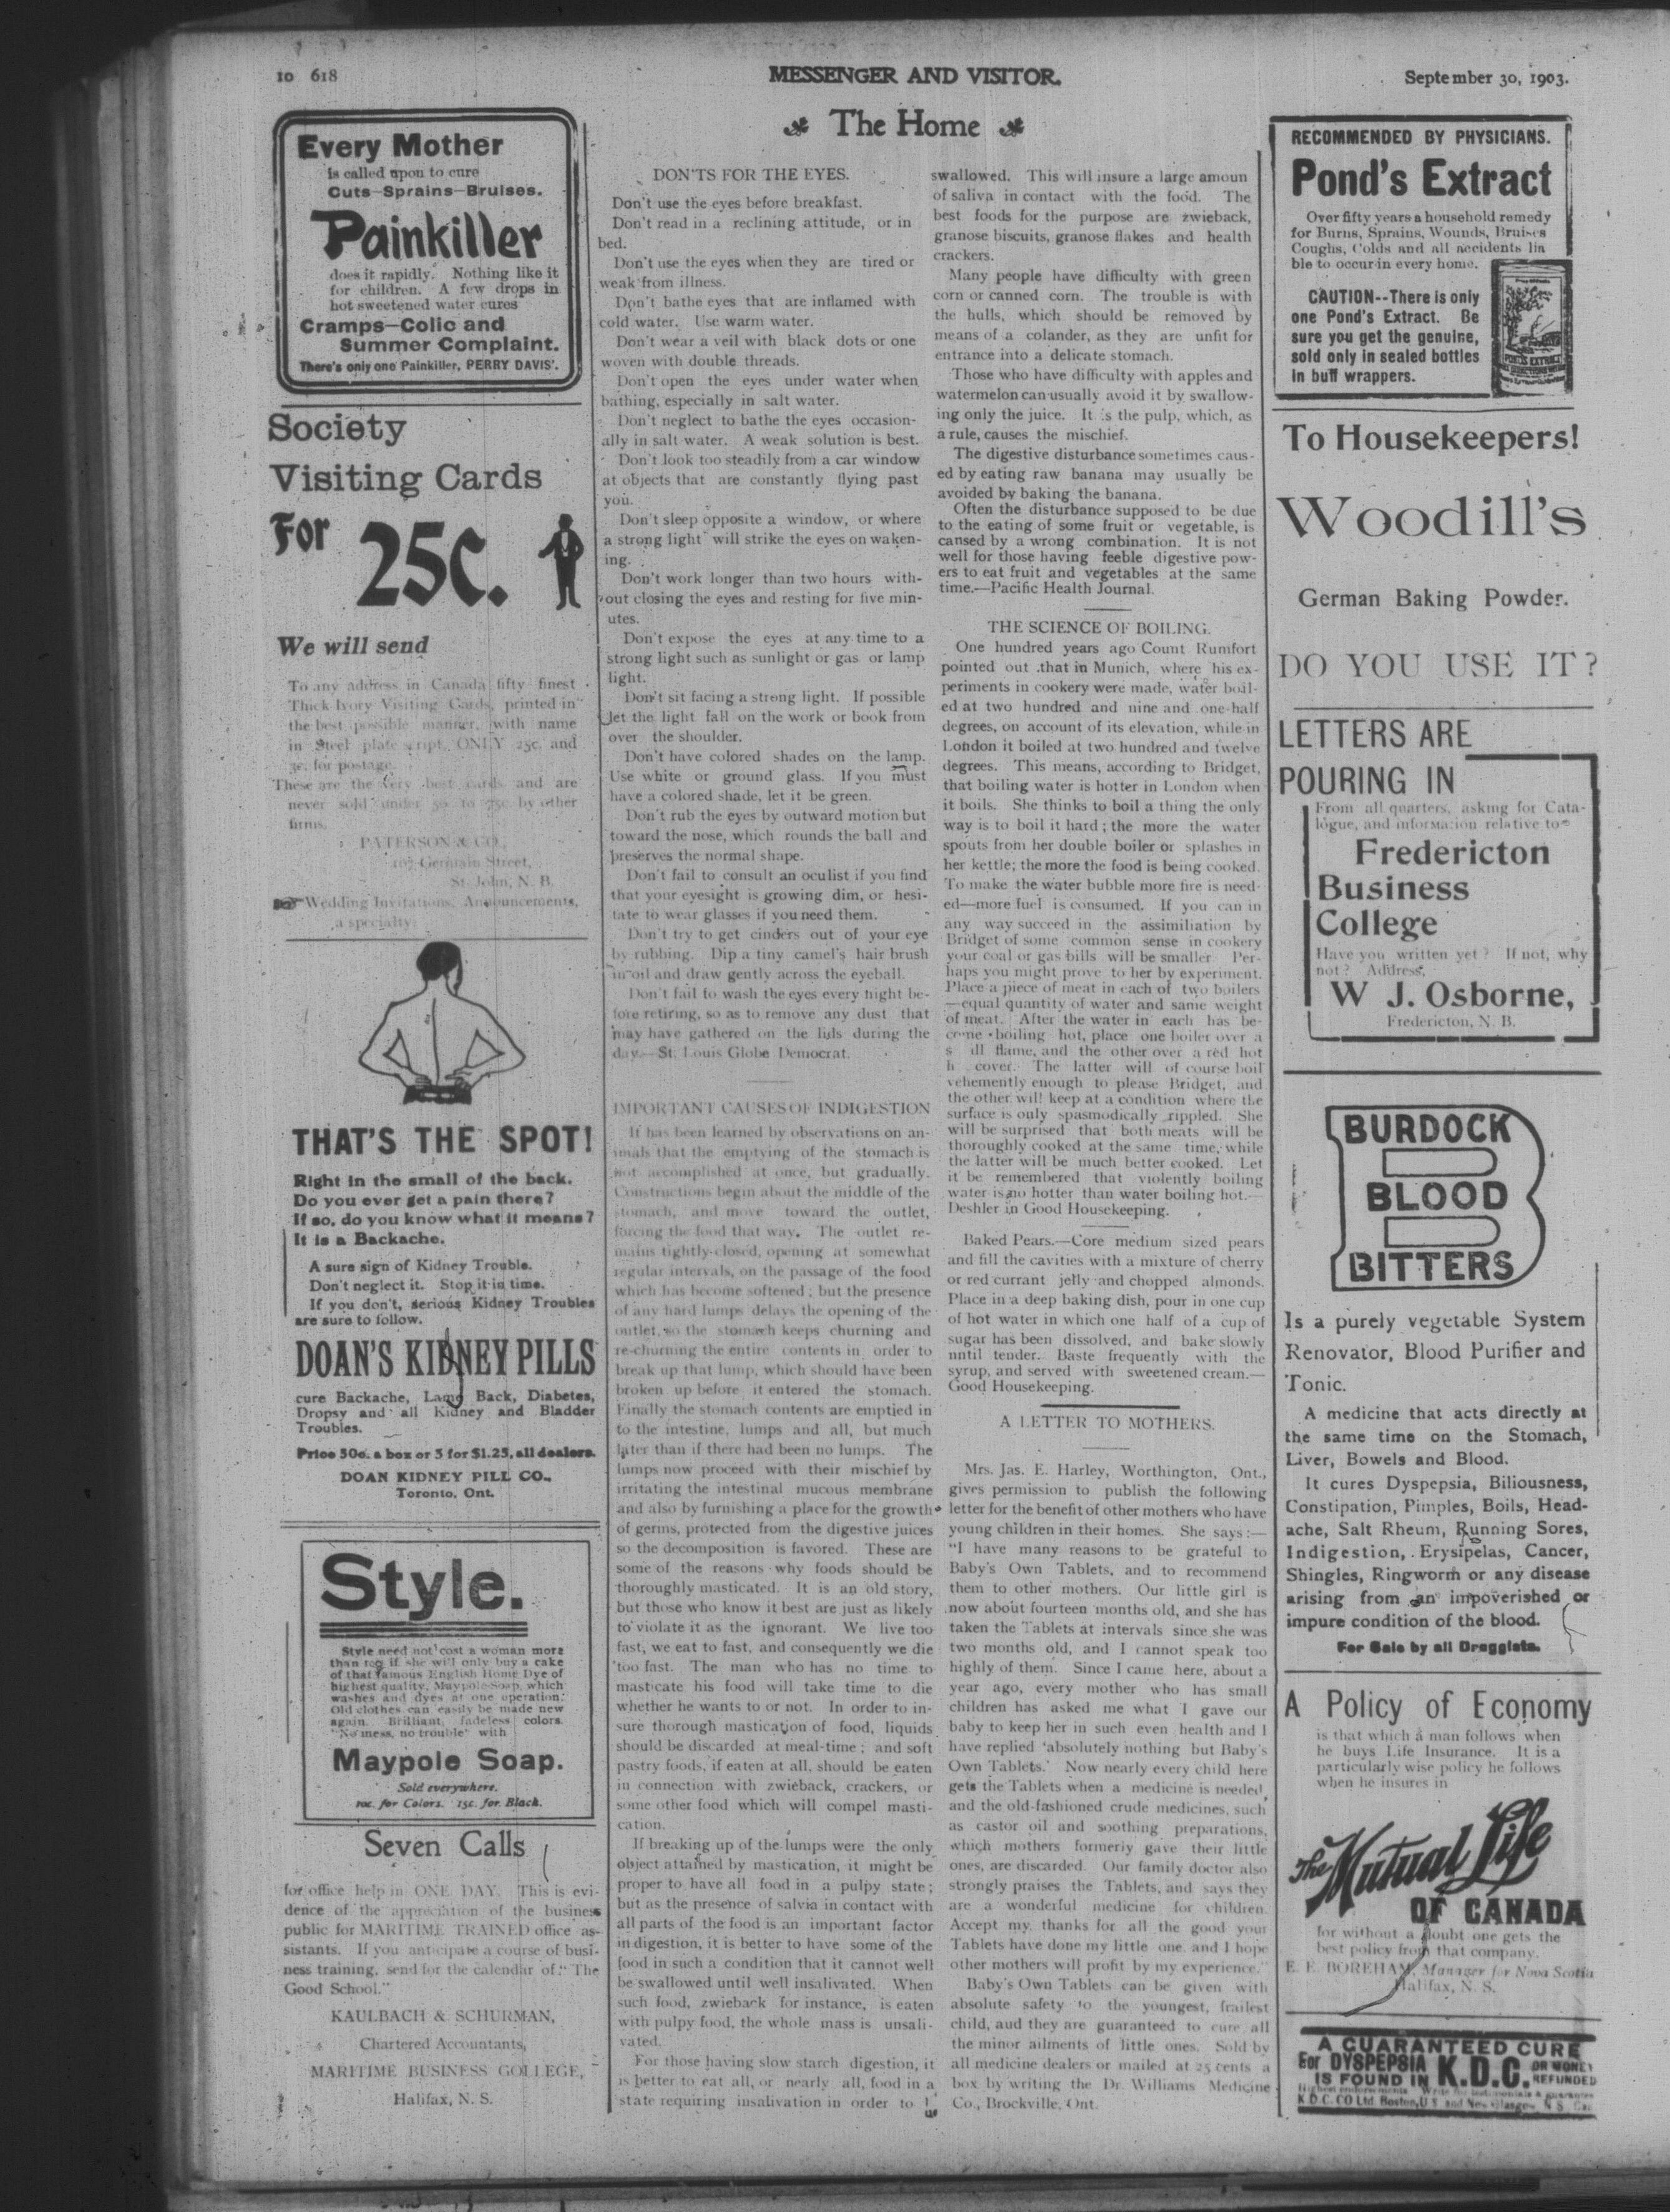 10 618
MESSENGER AND VISITOR.
September 30, 1903.
Every Mother
is called upon to cure
Cuts—Sprains—Bruises.
Painkiller
does it rapidly. Nothing like it
for children. A few drops in
hot sweetened water cures
Cramps—Colic and
Summer Complaint.
There's only one Painkiller, PERRY DAVIS'.
Society
Visiting Cards
For 25c.
We will send
To any address in Canada fifty finest
Thick Ivory Visiting Cards, printed in
the best possible manner, with name
in Steel plate script, ONLY 25c. and
3c. for postage.
These are the very best cards and are
never sold under 50 to 75c. by other
firms.
PATERSON & CO.,
107 Germain Street,
St. John, N. B.
Wedding Invitations, Announcements,
a specialty.
THAT'S THE SPOT!
Right in the small of the back.
Do you ever get a pain there?
If so, do you know what it means?
It is a Backache.
A sure sign of Kidney Trouble.
Don't neglect it. Stop it in time.
If you don't, serious Kidney Troubles
are sure to follow.
DOAN'S KIDNEY PILLS
cure Backache, Lame Back, Diabetes,
Dropsy and all Kidney and Bladder
Troubles.
Price 50c. a box or 3 for $1.25, all dealers.
DOAN KIDNEY PILL CO.,
Toronto, Ont.
Style.
Style need not cost a woman more
than 10c if she will only buy a cake
of that famous English Home Dye of
highest quality, Maypole Soap, which
washes and dyes at one operation.
Old clothes can easily be made new
again. Brilliant, fadeless colors.
"No mess, no trouble" with
Maypole Soap.
Sold everywhere.
10c. for Colors. 15c. for Black.
Seven Calls
for office help in ONE DAY. This is evi-
dence of the appreciation of the business
public for MARITIME TRAINED office as-
sistants. If you anticipate a course of busi-
ness training, send for the calendar of "The
Good School."
KAULBACH & SCHURMAN,
Chartered Accountants,
MARITIME BUSINESS COLLEGE,
Halifax, N. S.
The Home
DON'TS FOR THE EYES.
Don't use the eyes before breakfast.
Don't read in a reclining attitude, or in
bed.
Don't use the eyes when they are tired or
weak from illness.
Don't bathe eyes that are inflamed with
cold water. Use warm water.
Don't wear a veil with black dots or one
woven with double threads.
Don't open the eyes under water when
bathing, especially in salt water.
Don't neglect to bathe the eyes occasion-
ally in salt water. A weak solution is best.
Don't look too steadily from a car window
at objects that are constantly flying past
you.
Don't sleep opposite a window, or where
a strong light will strike the eyes on waken-
ing.
Don't work longer than two hours with-
out closing the eyes and resting for five min-
utes.
Don't expose the eyes at any time to a
strong light such as sunlight or gas or lamp
light.
Don't sit facing a strong light. If possible
let the light fall on the work or book from
over the shoulder.
Don't have colored shades on the lamp.
Use white or ground glass. If you must
have a colored shade, let it be green.
Don't rub the eyes by outward motion but
toward the nose, which rounds the ball and
preserves the normal shape.
Don't fail to consult an oculist if you find
that your eyesight is growing dim, or hesi-
tate to wear glasses if you need them.
Don't try to get cinders out of your eye
by rubbing. Dip a tiny camel's hair brush
in oil and draw gently across the eyeball.
Don't fail to wash the eyes every night be-
fore retiring, so as to remove any dust that
may have gathered on the lids during the
day.—St. Louis Globe Democrat.
IMPORTANT CAUSES OF INDIGESTION
It has been learned by observations on an-
imals that the emptying of the stomach is
not accomplished at once, but gradually.
Constructions begin about the middle of the
stomach, and move toward the outlet,
forcing the food that way. The outlet re-
mains tightly closed, opening at somewhat
regular intervals, on the passage of the food
which has become softened; but the presence
of any hard lumps delays the opening of the
outlet, so the stomach keeps churning and
re-churning the entire contents in order to
break up that lump, which should have been
broken up before it entered the stomach.
Finally the stomach contents are emptied in
to the intestine, lumps and all, but much
later than if there had been no lumps. The
lumps now proceed with their mischief by
irritating the intestinal mucous membrane
and also by furnishing a place for the growth
of germs, protected from the digestive juices
so the decomposition is favored. These are
some of the reasons why foods should be
thoroughly masticated. It is an old story,
but those who know it best are just as likely
to violate it as the ignorant. We live too
fast, we eat to fast, and consequently we die
too fast. The man who has no time to
masticate his food will take time to die
whether he wants to or not. In order to in-
sure thorough mastication of food, liquids
should be discarded at meal-time; and soft
pastry foods, if eaten at all, should be eaten
in connection with zwieback, crackers, or
some other food which will compel masti-
cation.
If breaking up of the lumps were the only
object attained by mastication, it might be
proper to have all food in a pulpy state;
but as the presence of salvia in contact with
all parts of the food is an important factor
in digestion, it is better to have some of the
food in such a condition that it cannot well
be swallowed until well insalivated. When
such food, zwieback for instance, is eaten
with pulpy food, the whole mass is unsali-
vated.
For those having slow starch digestion, it
is better to eat all, or nearly all, food in a
state requiring insalivation in order to
swallowed. This will insure a large amoun
of saliva in contact with the food. The
best foods for the purpose are zwieback,
granose biscuits, granose flakes and health
crackers.
Many people have difficulty with green
corn or canned corn. The trouble is with
the hulls, which should be removed by
means of a colander, as they are unfit for
entrance into a delicate stomach.
Those who have difficulty with apples and
watermelon can usually avoid it by swallow-
ing only the juice. It is the pulp, which, as
a rule, causes the mischief.
The digestive disturbance sometimes caus-
ed by eating raw banana may usually be
avoided by baking the banana.
Often the disturbance supposed to be due
to the eating of some fruit or vegetable, is
caused by a wrong combination. It is not
well for those having feeble digestive pow-
ers to eat fruit and vegetables at the same
time.—Pacific Health Journal.
THE SCIENCE OF BOILING.
One hundred years ago Count Rumfort
pointed out that in Munich, where his ex-
periments in cookery were made, water boil-
ed at two hundred and nine and one-half
degrees, on account of its elevation, while in
London it boiled at two hundred and twelve
degrees. This means, according to Bridget,
that boiling water is hotter in London when
it boils. She thinks to boil a thing the only
way is to boil it hard; the more the water
spouts from her double boiler or splashes in
her kettle; the more the food is being cooked.
To make the water bubble more fire is need-
ed—more fuel is consumed. If you can in
any way succeed in the assimiliation by
Bridget of some common sense in cookery
your coal or gas bills will be smaller. Per-
haps you might prove to her by experiment.
Place a piece of meat in each of two boilers
—equal quantity of water and same weight
of meat. After the water in each has be-
come boiling hot, place one boiler over a
flame, and the other over a red hot
cover. The latter will of course boil
vehemently enough to please Bridget, and
the other will keep at a condition where the
surface is only spasmodically rippled. She
will be surprised that both meats will be
thoroughly cooked at the same time, while
the latter will be much better cooked. Let
it be remembered that violently boiling
water is no hotter than water boiling hot.—
Deshler in Good Housekeeping.
Baked Pears.—Core medium sized pears
and fill the cavities with a mixture of cherry
or red currant jelly and chopped almonds.
Place in a deep baking dish, pour in one cup
of hot water in which one half of a cup of
sugar has been dissolved, and bake slowly
until tender. Baste frequently with the
syrup, and served with sweetened cream.—
Good Housekeeping.
A LETTER TO MOTHERS.
Mrs. Jas. E. Harley, Worthington, Ont.,
gives permission to publish the following
letter for the benefit of other mothers who have
young children in their homes. She says:—
"I have many reasons to be grateful to
Baby's Own Tablets, and to recommend
them to other mothers. Our little girl is
now about fourteen months old, and she has
taken the Tablets at intervals since she was
two months old, and I cannot speak too
highly of them. Since I came here, about a
year ago, every mother who has small
children has asked me what I gave our
baby to keep her in such even health and I
have replied 'absolutely nothing but Baby's
Own Tablets.' Now nearly every child here
gets the Tablets when a medicine is needed,
and the old-fashioned crude medicines, such
as castor oil and soothing preparations,
which mothers formerly gave their little
ones, are discarded. Our family doctor also
strongly praises the Tablets, and says they
are a wonderful medicine for children.
Accept my thanks for all the good your
Tablets have done my little one, and I hope
other mothers will profit by my experience."
Baby's Own Tablets can be given with
absolute safety to the youngest, frailest
child, aud they are guaranteed to cure all
the minor ailments of little ones. Sold by
all medicine dealers or mailed at 25 cents a
box by writing the Dr. Williams Medicine
Co., Brockville, Ont.
RECOMMENDED BY PHYSICIANS.
Pond's Extract
Over fifty years a household remedy
for Burns, Sprains, Wounds, Bruises
Coughs, Colds and all accidents lia
ble to occur in every home.
CAUTION--There is only
one Pond's Extract. Be
sure you get the genuine,
sold only in sealed bottles
in buff wrappers.
POND'S EXTRACT
To Housekeepers!
Woodill's
German Baking Powder.
DO YOU USE IT?
LETTERS ARE
POURING IN
From all quarters, asking for Cata-
logue, and information relative to
Fredericton
Business
College
Have you written yet? If not, why
not? Address,
W J. Osborne,
Fredericton, N. B.
BURDOCK
BLOOD
BITTERS
Is a purely vegetable System
Renovator, Blood Purifier and
Tonic.
A medicine that acts directly at
the same time on the Stomach,
Liver, Bowels and Blood.
It cures Dyspepsia, Biliousness,
Constipation, Pimples, Boils, Head-
ache, Salt Rheum, Running Sores,
Indigestion, Erysipelas, Cancer,
Shingles, Ringworm or any disease
arising from an impoverished or
impure condition of the blood.
For Sale by all Druggists.
A Policy of Economy
is that which a man follows when
he buys Life Insurance. It is a
particularly wise policy he follows
when he insures in
The Mutual Life
OF CANADA
for without a doubt one gets the
best policy from that company.
E. E. BOREHAM, Manager for Nova Scotia
Halifax, N. S.
A GUARANTEED CURE
For DYSPEPSIA
IS FOUND IN K.D.C. OR MONEY
REFUNDED
Highest endorsements. Write for testimonials & guarantee
K. D. C. CO Ltd. Boston, U S and New Glasgow N. S. Can.